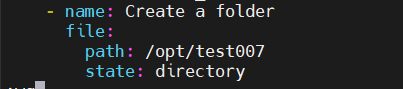 - name: Create a folder
  file:
    path: /opt/test007
    state: directory